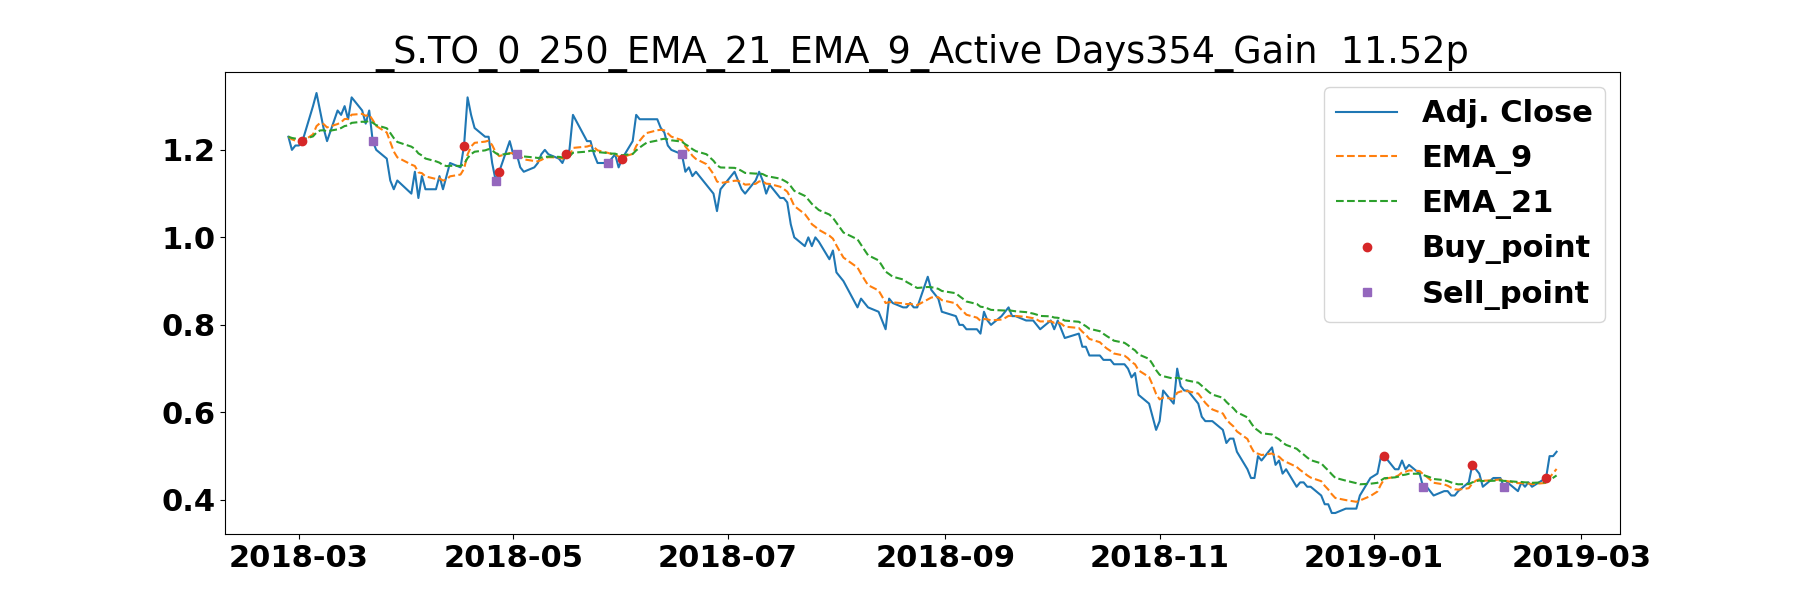 _S.TO_0_250_EMA_21_EMA_9_Active Days354_Gain  11.52p
Adj. Close
EMA_9
EMA_21
Buy_point
Sell_point
1.2
1.0
0.8
0.6
0.4
2018-03 2018-05 2018-07 2018-09 2018-11 2019-01 2019-03